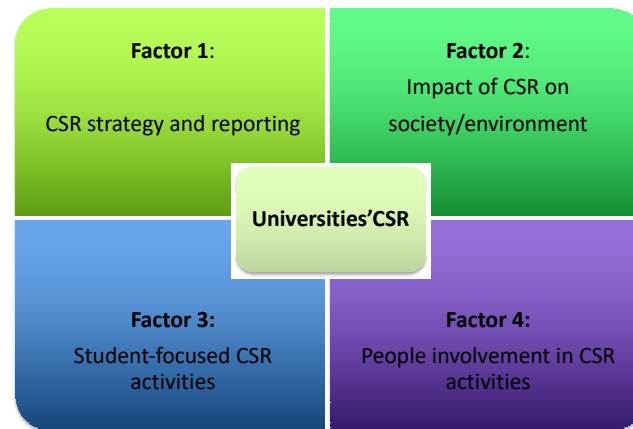 Factor 1:
CSR strategy and reporting
Factor 2:
Impact of CSR on
society/environment
Universities'CSR
Factor 3:
Student-focused CSR
activities
Factor 4:
People involvement in CSR
activities